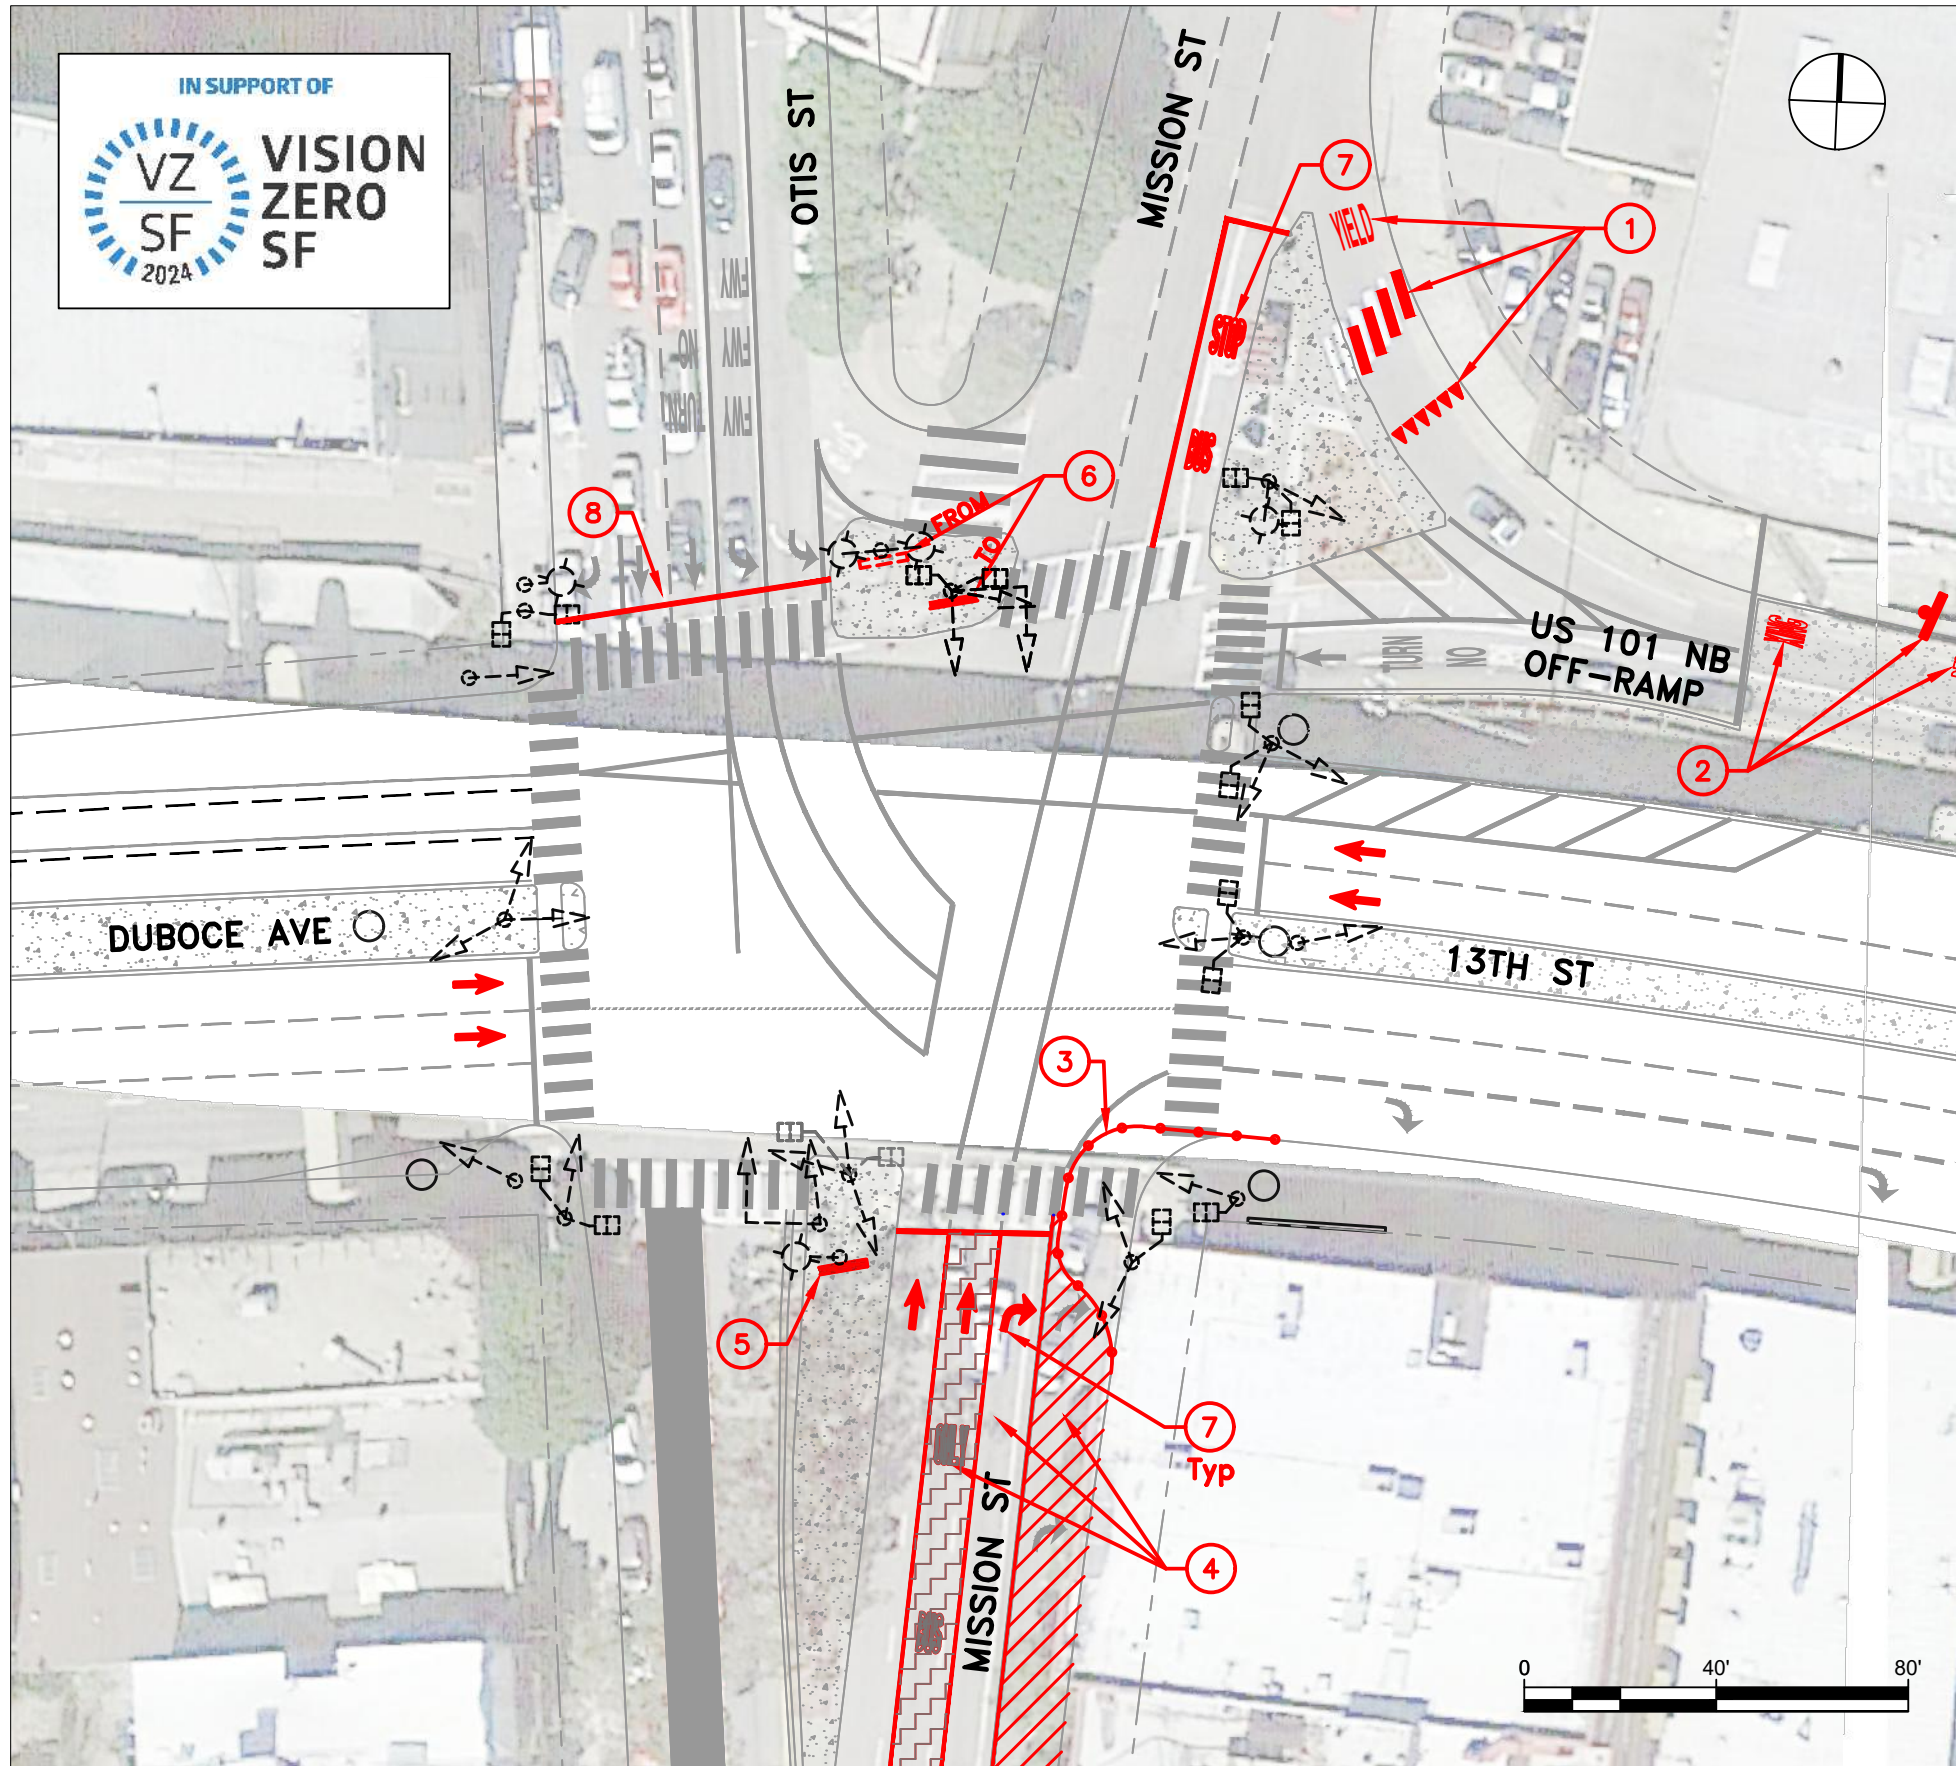 IN SUPPORT OF
VZ
SF
2024
VISION
ZERO
SF
OTIS ST
MISSION ST
7
YIELD
1
STOP
BUS
FWY
FWY
FWY
NO
TURN
6
FROM
TO
8
US 101 NB
OFF-RAMP
TURN
NO
2
DUBOCE AVE
13TH ST
3
5
7
Typ
4
MISSION ST
0
40'
80'